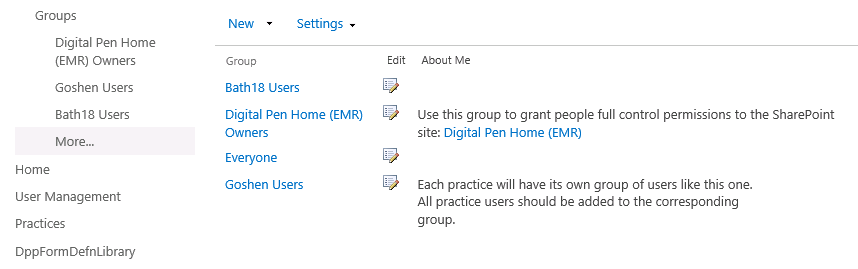 Groups
Digital Pen Home
(EMR) Owners
Goshen Users
Bath18 Users
More...
Home
User Management
Practices
DppFormDefnLibrary
New Settings
Group Edit About Me
Bath18 Users
Digital Pen Home (EMR)
Owners
Use this group to grant people full control permissions to the SharePoint
site: Digital Pen Home (EMR)
Everyone
Goshen Users
Each practice will have its own group of users like this one.
All practice users should be added to the corresponding
group.